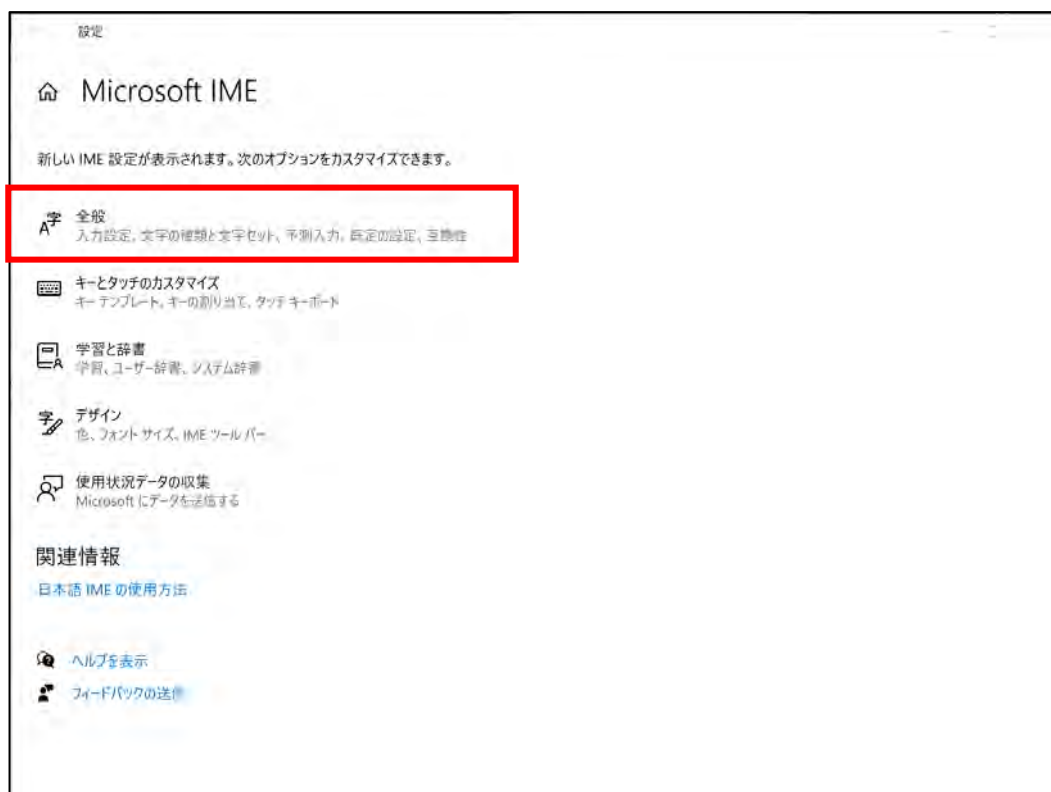 設定
Microsoft IME
新しい IME 設定が表示されます。次のオプションをカスタマイズできます。
全般
入力設定、文字の種類と文字セット、予測入力、既定の設定、互換性
キーとタッチのカスタマイズ
キー テンプレート、キーの割り当て、タッチ キーボード
学習と辞書
学習、ユーザー辞書、システム辞書
デザイン
色、フォント サイズ、IME ツール バー
使用状況データの収集
Microsoft にデータを送信する
関連情報
日本語 IME の使用方法
ヘルプを表示
フィードバックの送信